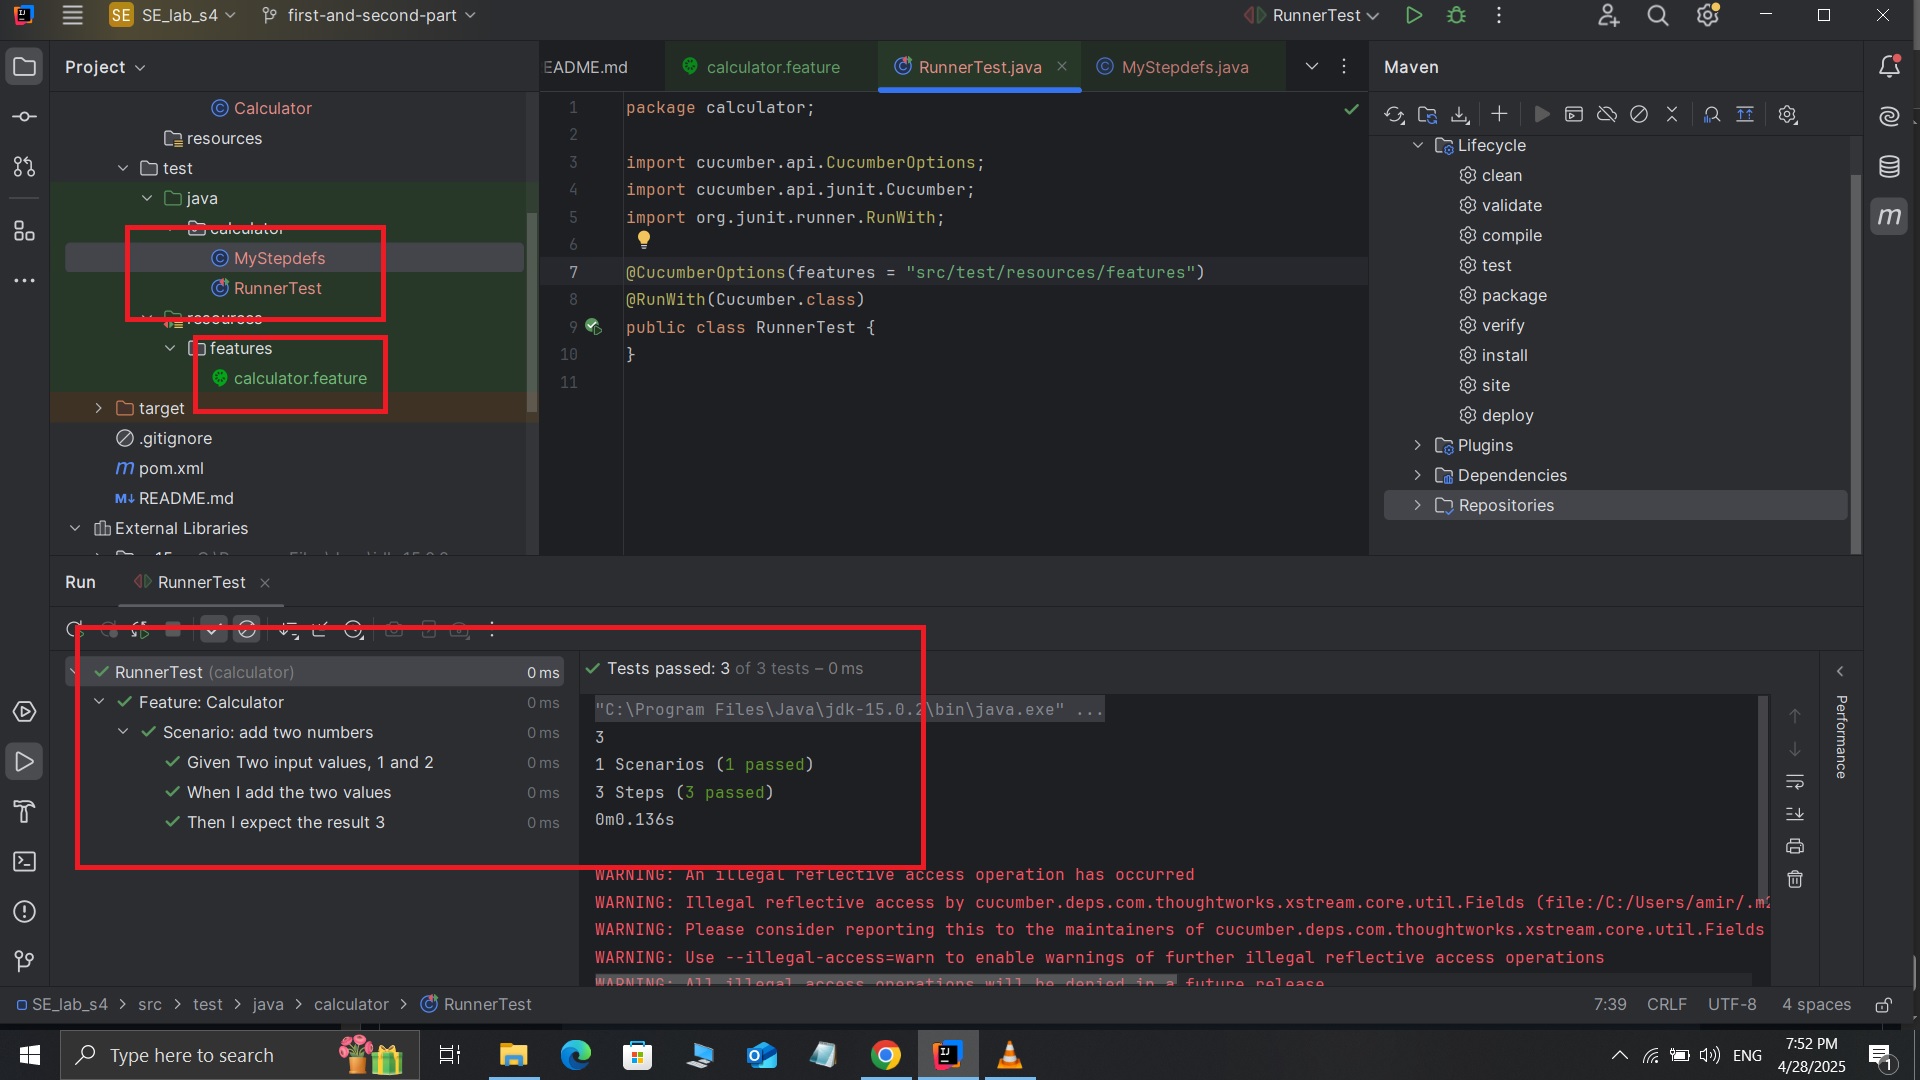 SE SE_lab_s4 first-and-second-part RunnerTest
Project
Calculator
resources
test
java
calculator
MyStepdefs
RunnerTest
resources
features
calculator.feature
target
.gitignore
pom.xml
M↓ README.md
External Libraries
EADME.md calculator.feature RunnerTest.java MyStepdefs.java
1 package calculator;
2
3 import cucumber.api.CucumberOptions;
4 import cucumber.api.junit.Cucumber;
5 import org.junit.runner.RunWith;
6
7 @CucumberOptions(features = "src/test/resources/features")
8 @RunWith(Cucumber.class)
9 public class RunnerTest {
10 }
11
Maven
Lifecycle
clean
validate
compile
test
package
verify
install
site
deploy
Plugins
Dependencies
Repositories
Run RunnerTest
RunnerTest (calculator) 0 ms
Feature: Calculator 0 ms
Scenario: add two numbers 0 ms
Given Two input values, 1 and 2 0 ms
When I add the two values 0 ms
Then I expect the result 3 0 ms
Tests passed: 3 of 3 tests – 0 ms
"C:\Program Files\Java\jdk-15.0.2\bin\java.exe" ...
3
1 Scenarios (1 passed)
3 Steps (3 passed)
0m0.136s
WARNING: An illegal reflective access operation has occurred
WARNING: Illegal reflective access by cucumber.deps.com.thoughtworks.xstream.core.util.Fields (file:/C:/Users/amir/.m2
WARNING: Please consider reporting this to the maintainers of cucumber.deps.com.thoughtworks.xstream.core.util.Fields
WARNING: Use --illegal-access=warn to enable warnings of further illegal reflective access operations
WARNING: All illegal access operations will be denied in a future release
Performance
SE_lab_s4 > src > test > java > calculator > RunnerTest
7:39 CRLF UTF-8 4 spaces
Type here to search
ENG
7:52 PM
4/28/2025
1